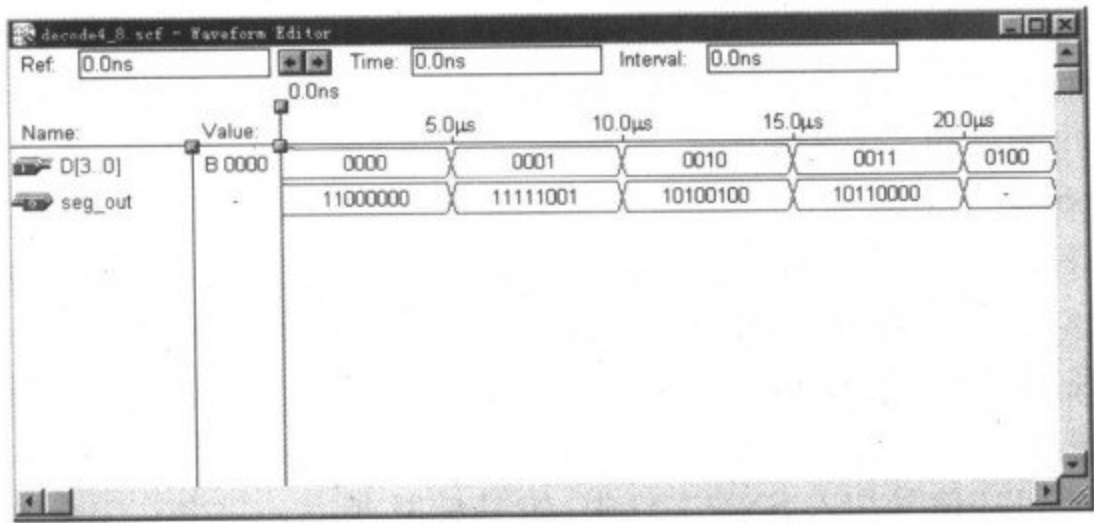 decode4_8.scf - Waveform Editor
Ref: 0.0ns Time: 0.0ns Interval: 0.0ns
0.0ns
5.0µs 10.0µs 15.0µs 20.0µs
Name: Value:
D[3..0] B 0000 0000 0001 0010 0011 0100
seg_out - 11000000 11111001 10100100 10110000 -